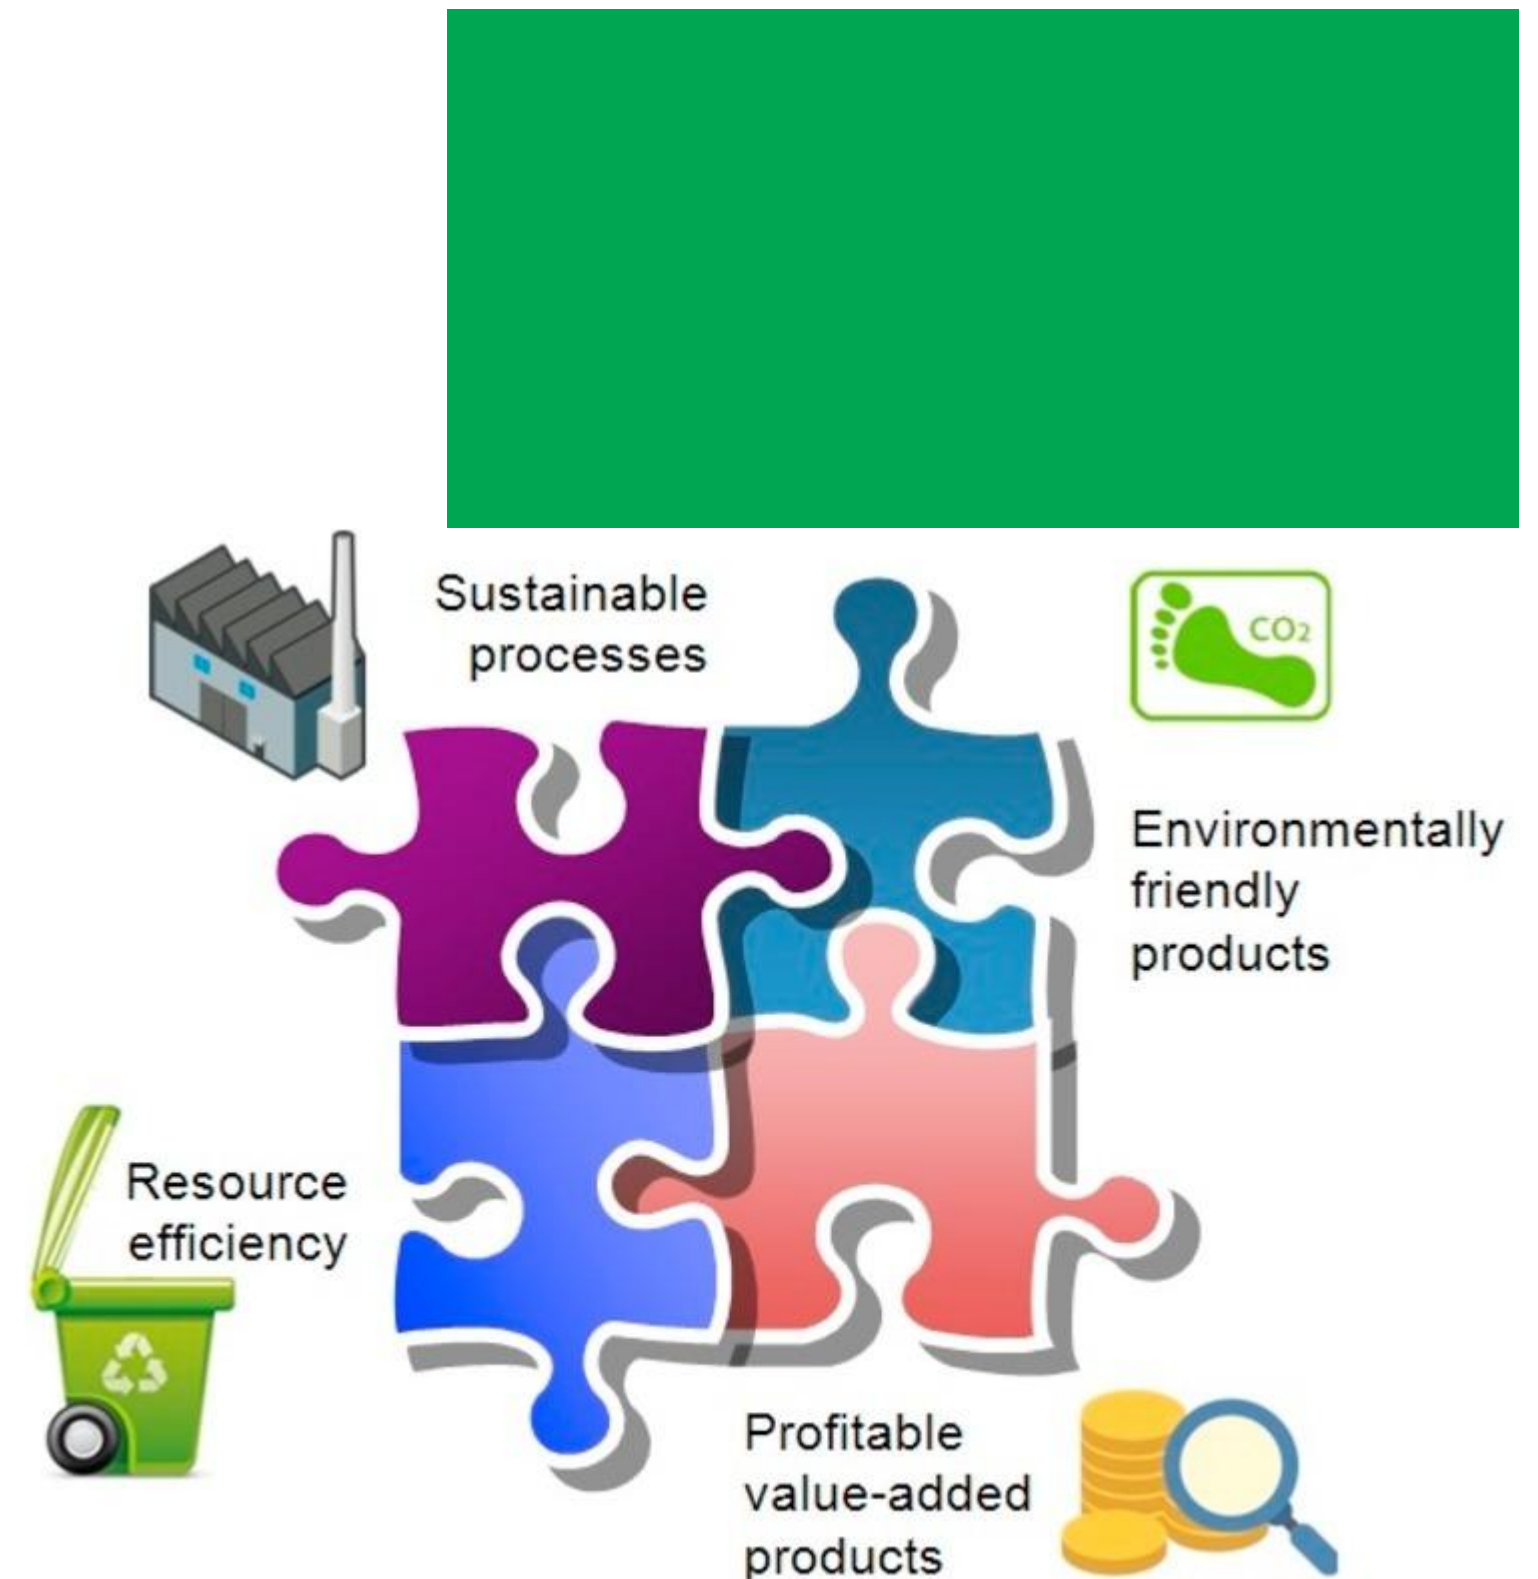 Sustainable
processes
CO₂
Environmentally
friendly
products
Resource
efficiency
Profitable
value-added
products